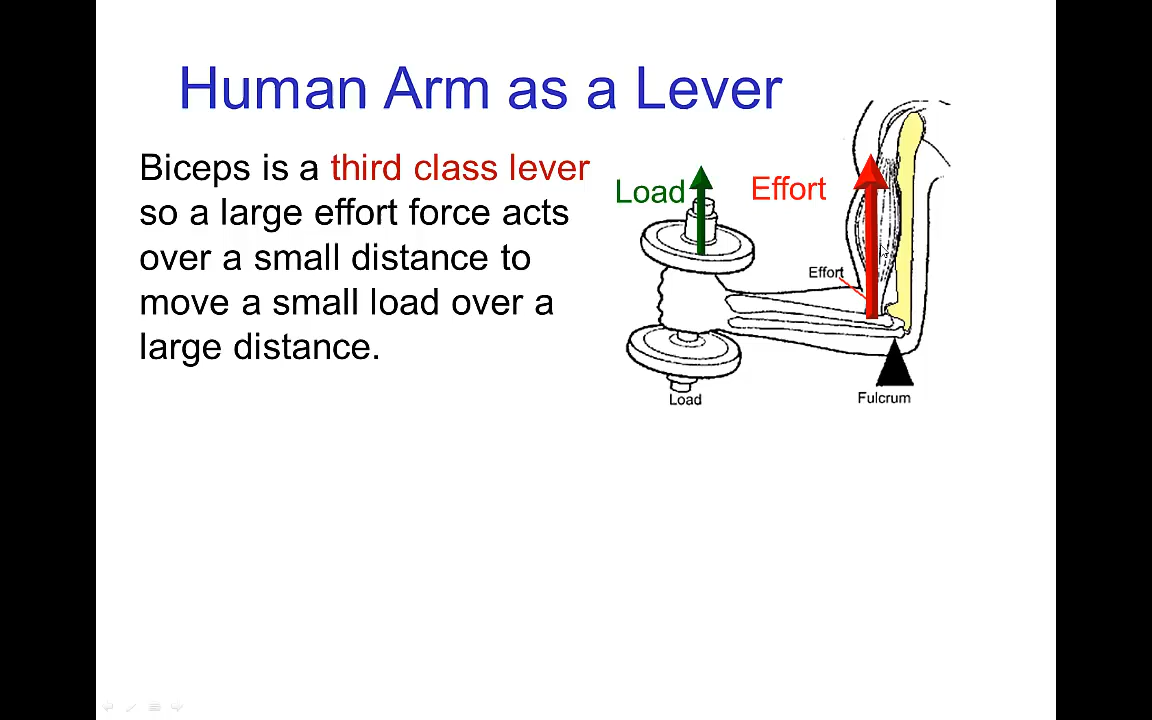 Human Arm as a Lever
Biceps is a third class lever
so a large effort force acts
over a small distance to
move a small load over a
large distance.
Load
Effort
Effort
Load
Fulcrum